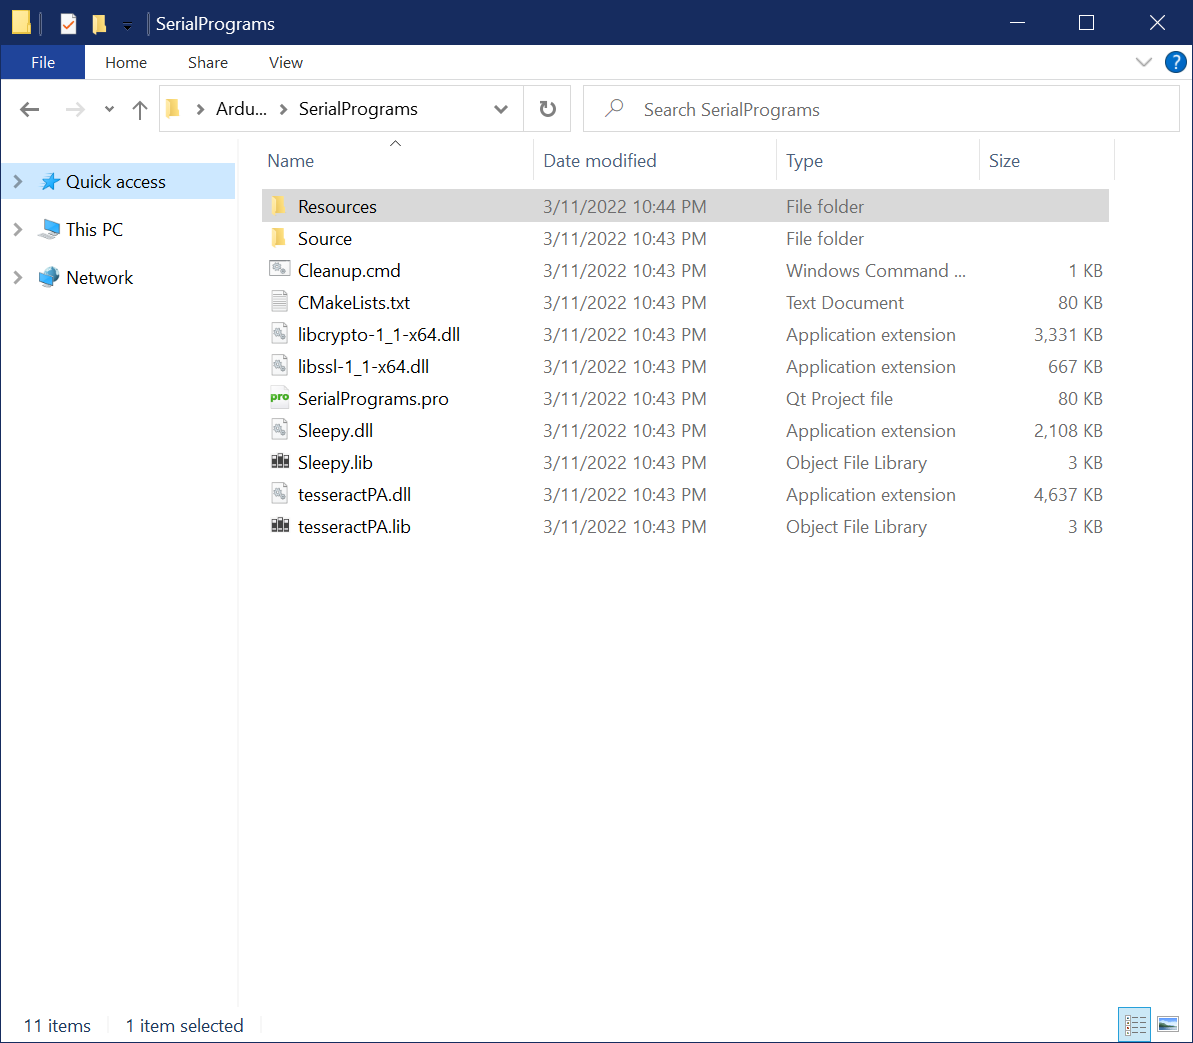 SerialPrograms
File Home Share View ?
Ardu... SerialPrograms Search SerialPrograms
Name Date modified Type Size
Quick access
This PC
Network
Resources 3/11/2022 10:44 PM File folder
Source 3/11/2022 10:43 PM File folder
Cleanup.cmd 3/11/2022 10:43 PM Windows Command ... 1 KB
CMakeLists.txt 3/11/2022 10:43 PM Text Document 80 KB
libcrypto-1_1-x64.dll 3/11/2022 10:43 PM Application extension 3,331 KB
libssl-1_1-x64.dll 3/11/2022 10:43 PM Application extension 667 KB
pro SerialPrograms.pro 3/11/2022 10:43 PM Qt Project file 80 KB
Sleepy.dll 3/11/2022 10:43 PM Application extension 2,108 KB
Sleepy.lib 3/11/2022 10:43 PM Object File Library 3 KB
tesseractPA.dll 3/11/2022 10:43 PM Application extension 4,637 KB
tesseractPA.lib 3/11/2022 10:43 PM Object File Library 3 KB
11 items 1 item selected